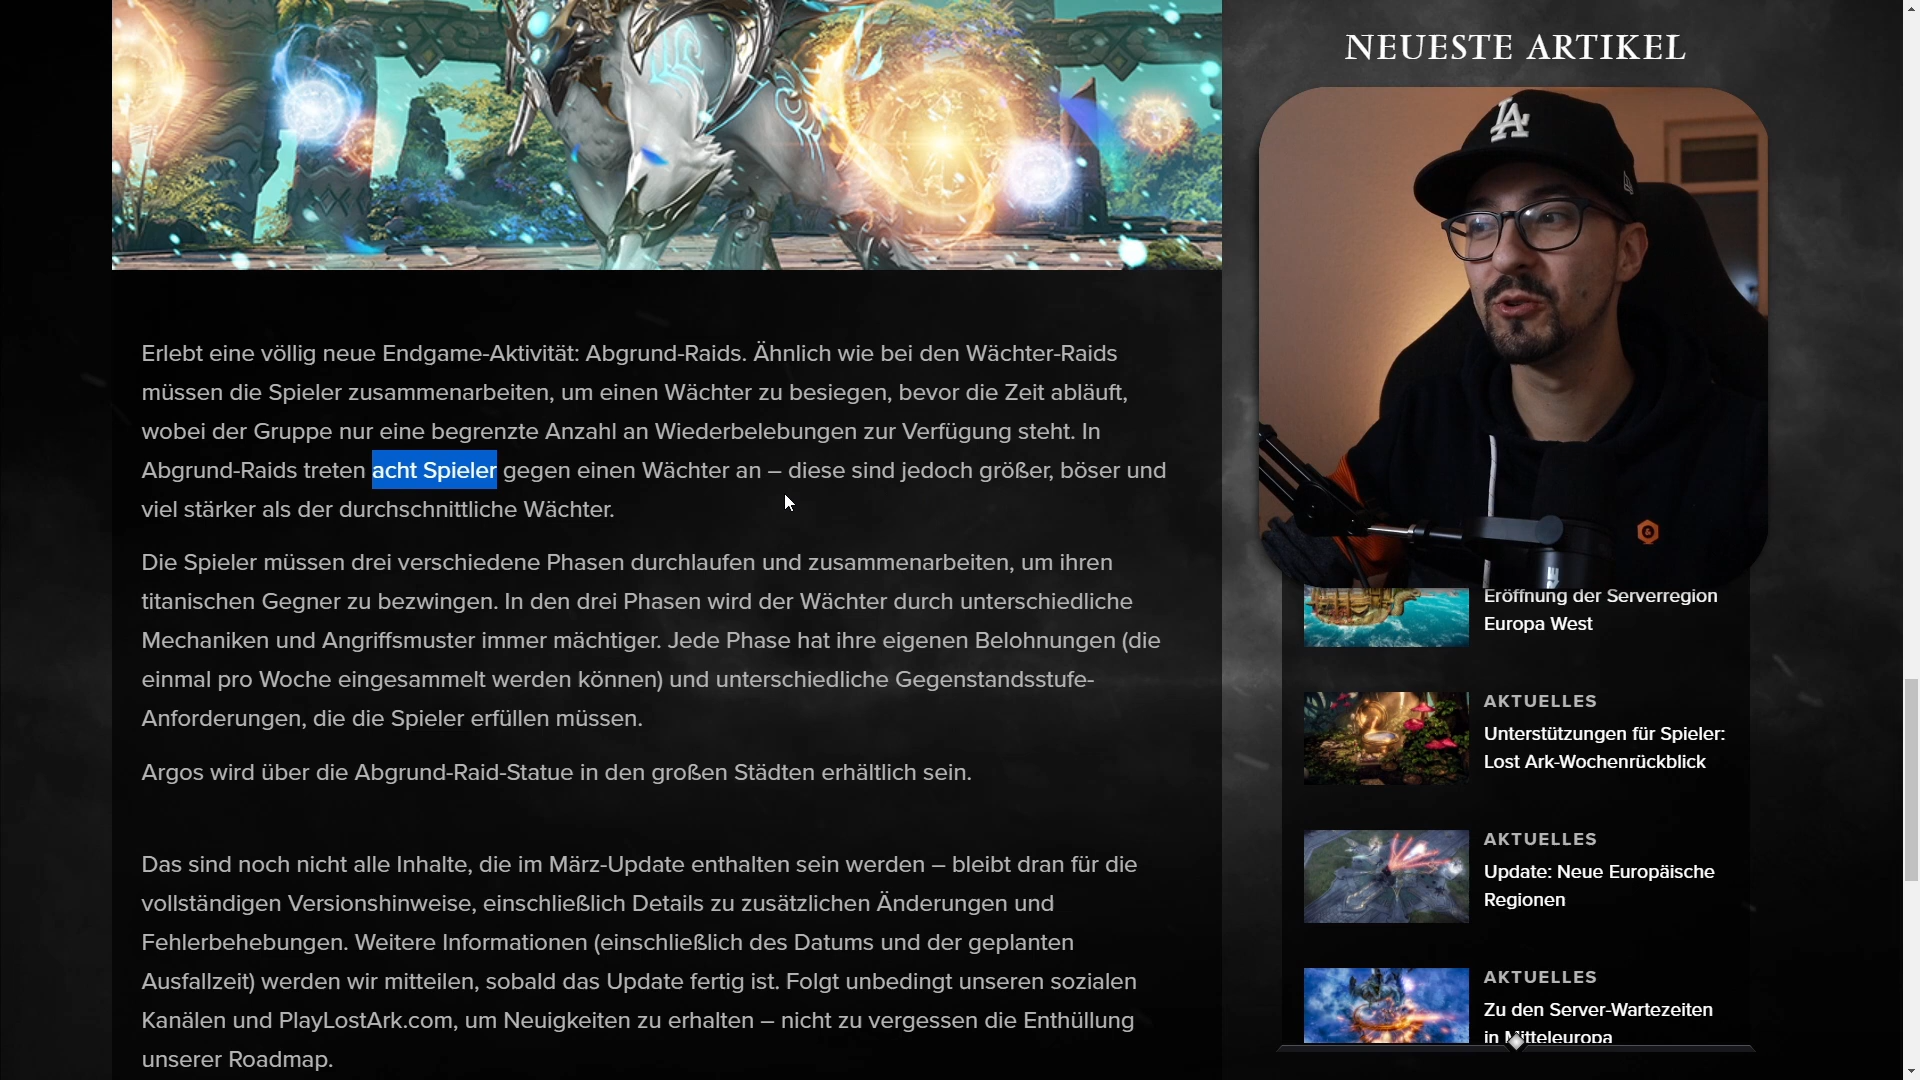 NEUESTE ARTIKEL
LA
Erlebt eine völlig neue Endgame-Aktivität: Abgrund-Raids. Ähnlich wie bei den Wächter-Raids
müssen die Spieler zusammenarbeiten, um einen Wächter zu besiegen, bevor die Zeit abläuft,
wobei der Gruppe nur eine begrenzte Anzahl an Wiederbelebungen zur Verfügung steht. In
Abgrund-Raids treten acht Spieler gegen einen Wächter an – diese sind jedoch größer, böser und
viel stärker als der durchschnittliche Wächter.
Die Spieler müssen drei verschiedene Phasen durchlaufen und zusammenarbeiten, um ihren
titanischen Gegner zu bezwingen. In den drei Phasen wird der Wächter durch unterschiedliche
Mechaniken und Angriffsmuster immer mächtiger. Jede Phase hat ihre eigenen Belohnungen (die
einmal pro Woche eingesammelt werden können) und unterschiedliche Gegenstandsstufe-
Anforderungen, die die Spieler erfüllen müssen.
Argos wird über die Abgrund-Raid-Statue in den großen Städten erhältlich sein.
Das sind noch nicht alle Inhalte, die im März-Update enthalten sein werden – bleibt dran für die
vollständigen Versionshinweise, einschließlich Details zu zusätzlichen Änderungen und
Fehlerbehebungen. Weitere Informationen (einschließlich des Datums und der geplanten
Ausfallzeit) werden wir mitteilen, sobald das Update fertig ist. Folgt unbedingt unseren sozialen
Kanälen und PlayLostArk.com, um Neuigkeiten zu erhalten – nicht zu vergessen die Enthüllung
unserer Roadmap.
Eröffnung der Serverregion
Europa West
AKTUELLES
Unterstützungen für Spieler:
Lost Ark-Wochenrückblick
AKTUELLES
Update: Neue Europäische
Regionen
AKTUELLES
Zu den Server-Wartezeiten
in Mitteleuropa